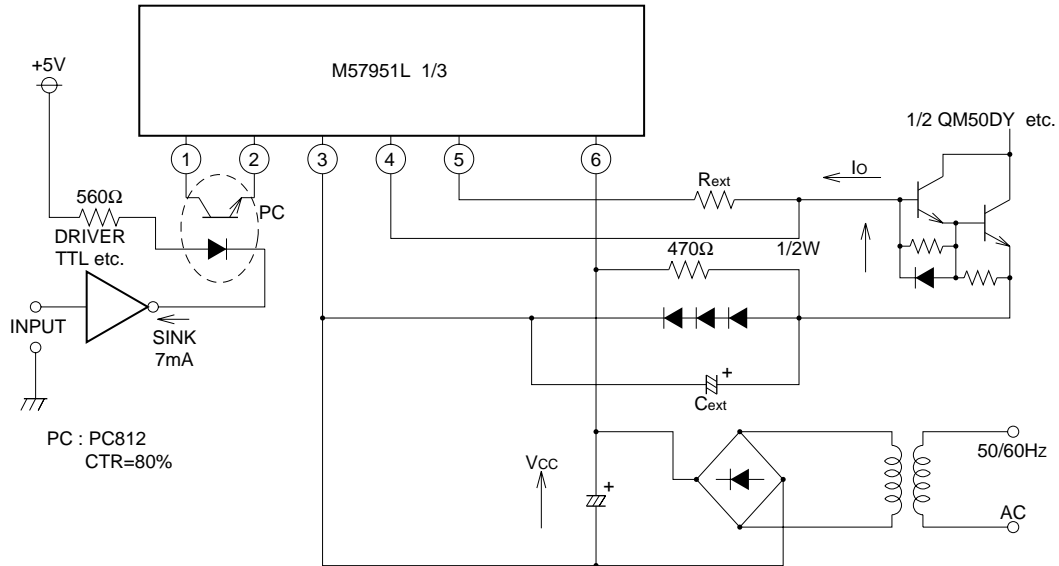 M57951L 1/3
+5V
1/2 QM50DY etc.
1 2 3 4 5 6
IO
Rext
560Ω
PC
DRIVER
TTL etc.
470Ω 1/2W
INPUT
SINK
7mA
+
Cext
PC : PC812
CTR=80%
VCC
+
50/60Hz
AC